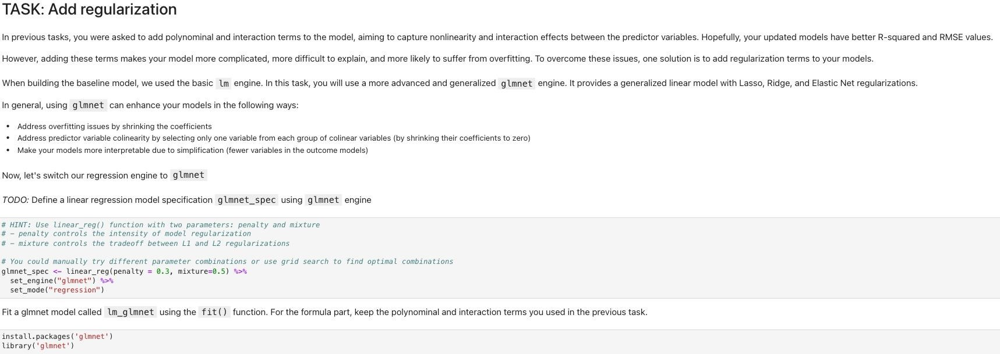 TASK: Add regularization
In previous tasks, you were asked to add polynominal and interaction terms to the model, aiming to capture nonlinearity and interaction effects between the predictor variables. Hopefully, your updated models have better R-squared and RMSE values.
However, adding these terms makes your model more complicated, more difficult to explain, and more likely to suffer from overfitting. To overcome these issues, one solution is to add regularization terms to your models.
When building the baseline model, we used the basic lm engine. In this task, you will use a more advanced and generalized glmnet engine. It provides a generalized linear model with Lasso, Ridge, and Elastic Net regularizations.
In general, using glmnet can enhance your models in the following ways:
• Address overfitting issues by shrinking the coefficients
• Address predictor variable colinearity by selecting only one variable from each group of colinear variables (by shrinking their coefficients to zero)
• Make your models more interpretable due to simplification (fewer variables in the outcome models)
Now, let's switch our regression engine to glmnet
TODO: Define a linear regression model specification glmnet_spec using glmnet engine
# HINT: Use linear_reg() function with two parameters: penalty and mixture
# - penalty controls the intensity of model regularization
# - mixture controls the tradeoff between L1 and L2 regularizations
# You could manually try different parameter combinations or use grid search to find optimal combinations
glmnet_spec <- linear_reg(penalty = 0.3, mixture=0.5) %>%
  set_engine("glmnet") %>%
  set_mode("regression")
Fit a glmnet model called lm_glmnet using the fit() function. For the formula part, keep the polynominal and interaction terms you used in the previous task.
install.packages('glmnet')
library('glmnet')